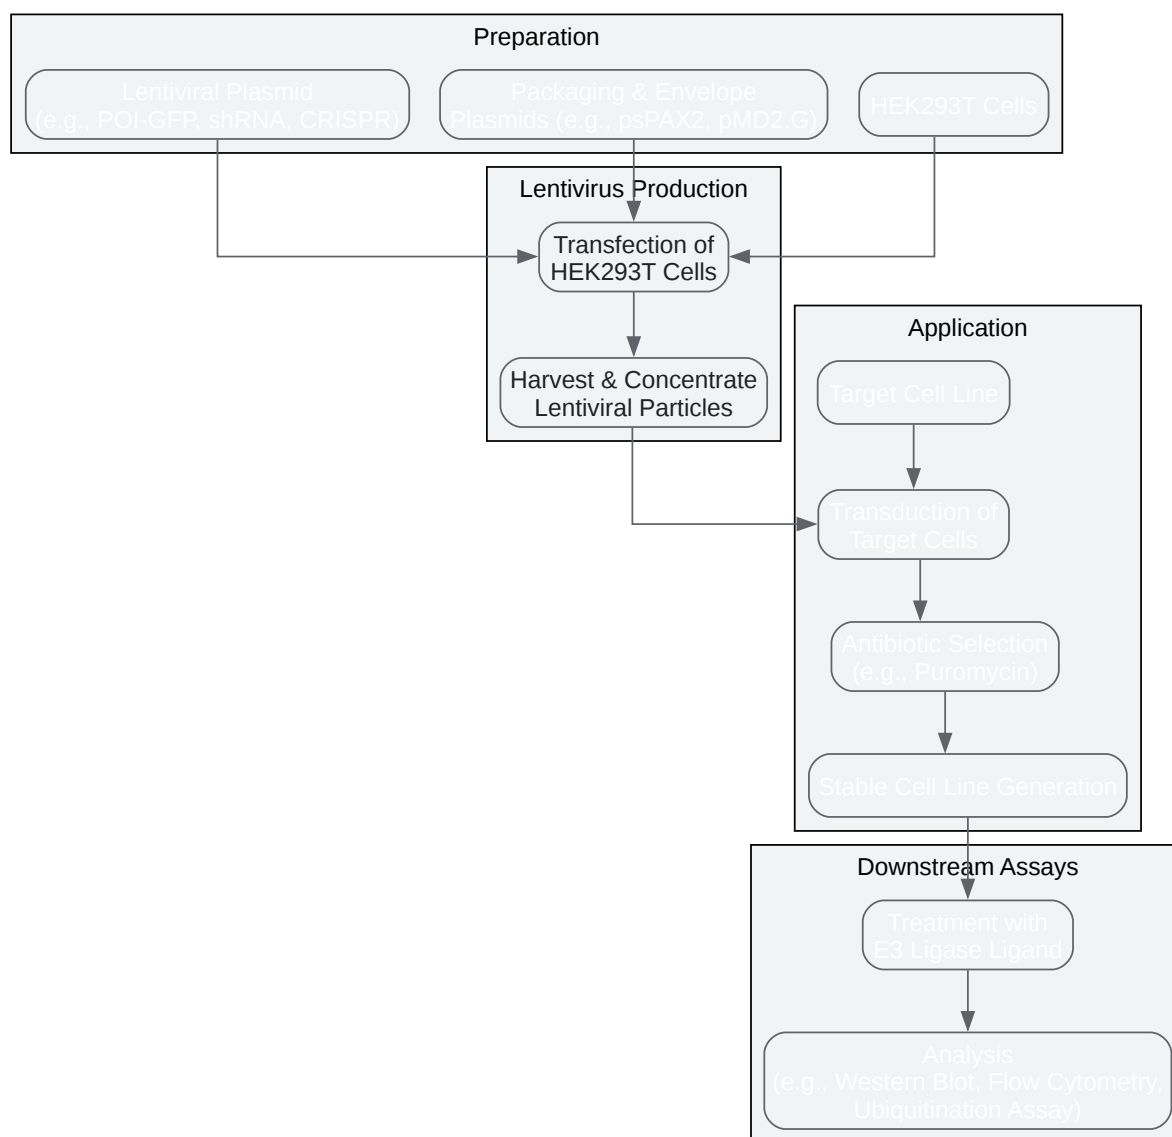 Preparation
Lentiviral Plasmid
(e.g., POI-GFP, shRNA, CRISPR)
Packaging & Envelope
Plasmids (e.g., psPAX2, pMD2.G)
HEK293T Cells
Lentivirus Production
Transfection of
HEK293T Cells
Harvest & Concentrate
Lentiviral Particles
Application
Target Cell Line
Transduction of
Target Cells
Antibiotic Selection
(e.g., Puromycin)
Stable Cell Line Generation
Downstream Assays
Treatment with
E3 Ligase Ligand
Analysis
(e.g., Western Blot, Flow Cytometry,
Ubiquitination Assay)